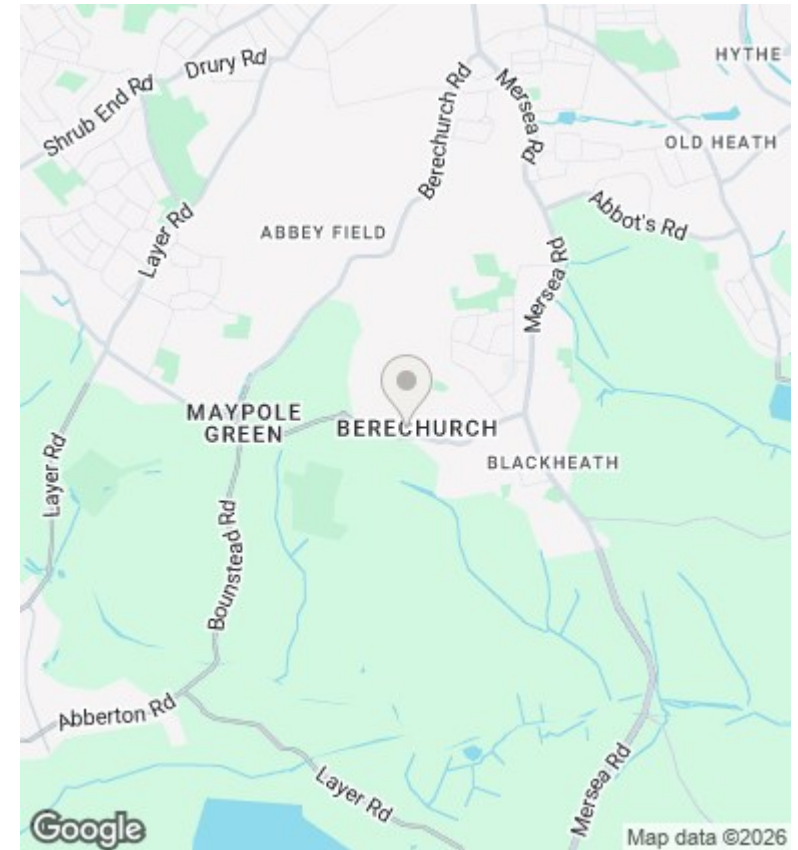 HYTHE
Drury Rd
Shrub End Rd
Berechurch Rd
Mersea Rd
OLD HEATH
Layer Rd
ABBEY FIELD
Abbot's Rd
Mersea Rd
MAYPOLE
GREEN
BERECHURCH
BLACKHEATH
Layer Rd
Bounstead Rd
Abberton Rd
Layer Rd
Mersea Rd
Google
Map data ©2026